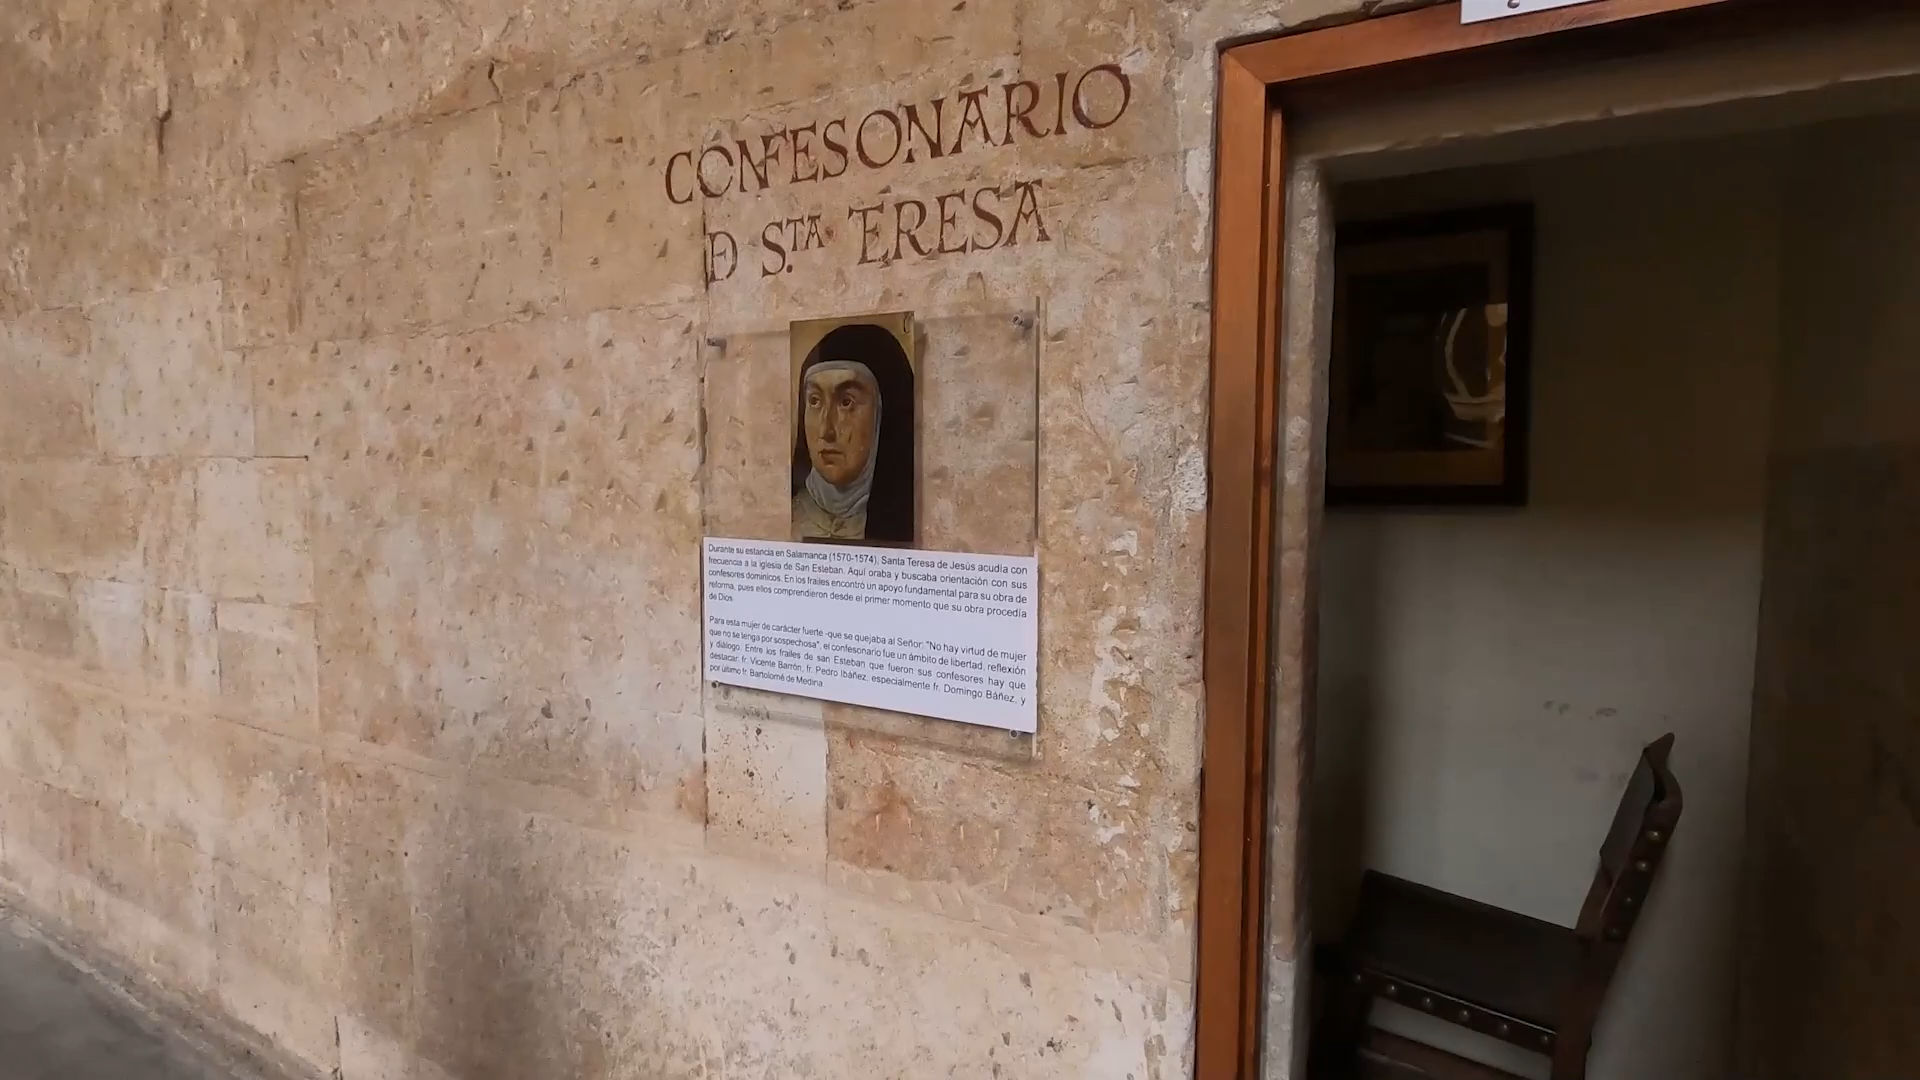 CONFESONARIO
D S.TA TERESA
Durante su estancia en Salamanca (1570-1574), Santa Teresa de Jesús acudía con
frecuencia a la iglesia de San Esteban. Aquí oraba y buscaba orientación con sus
confesores dominicos. En los frailes encontró un apoyo fundamental para su obra de
reforma, pues ellos comprendieron desde el primer momento que su obra procedía
de Dios.
Para esta mujer de carácter fuerte -que se quejaba al Señor: "No hay virtud de mujer
que no se tenga por sospechosa", el confesonario fue un ámbito de libertad, reflexión
y diálogo. Entre los frailes de san Esteban que fueron sus confesores hay que
destacar: fr. Vicente Barrón, fr. Pedro Ibáñez, especialmente fr. Domingo Báñez, y
por último fr. Bartolomé de Medina